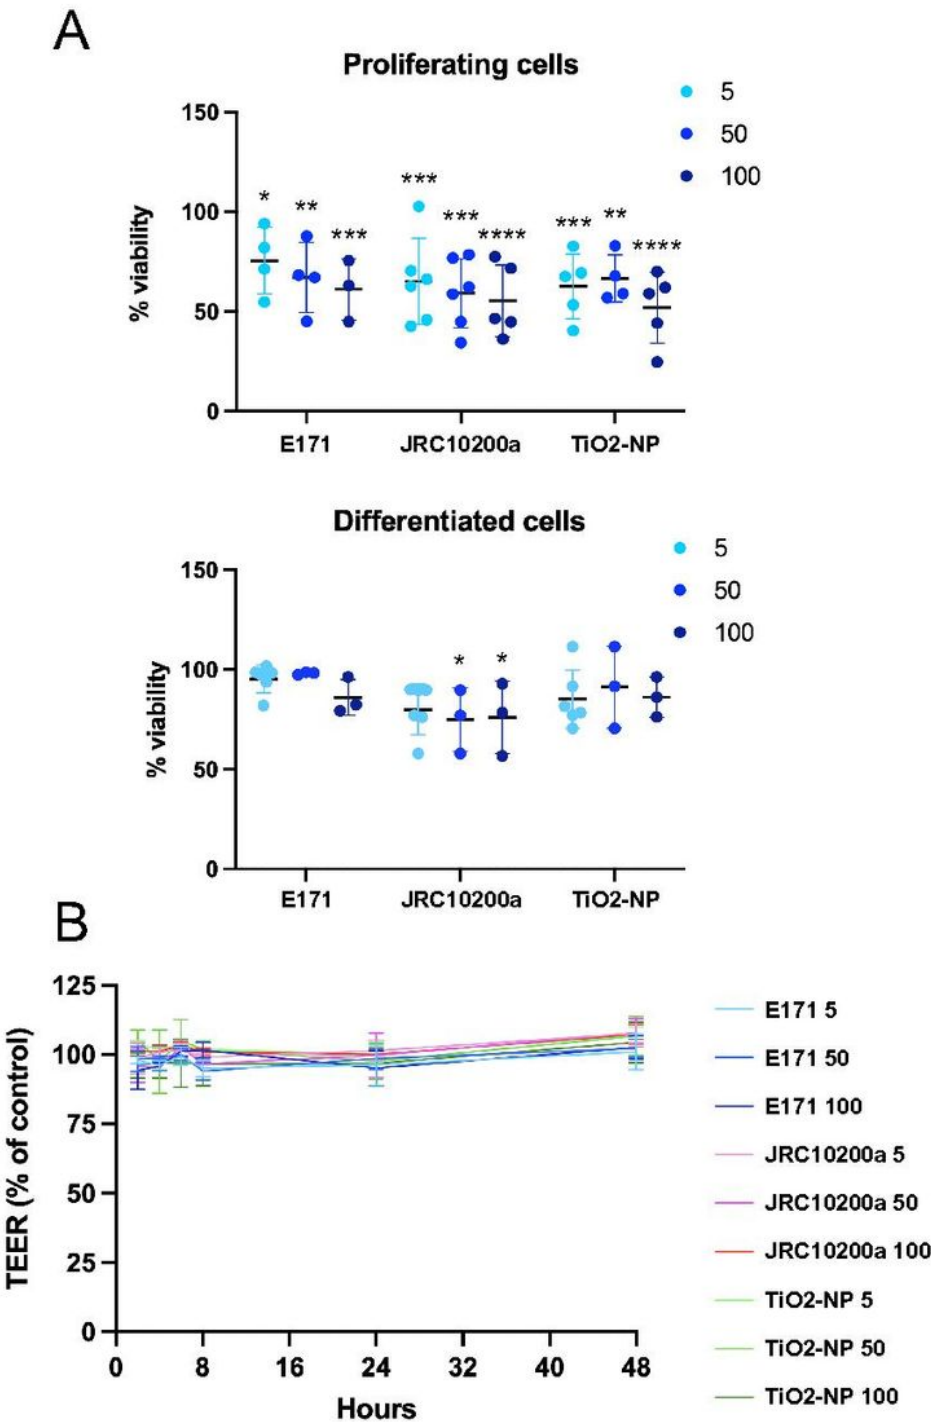 A
Proliferating cells
5
50
100
150
100
50
0
% viability
* ** *** *** *** **** *** ** ****
E171 JRC10200a TiO2-NP
Differentiated cells
5
50
100
150
100
50
0
% viability
* *
E171 JRC10200a TiO2-NP
B
125
100
75
50
25
0
TEER (% of control)
0 8 16 24 32 40 48
Hours
E171 5
E171 50
E171 100
JRC10200a 5
JRC10200a 50
JRC10200a 100
TiO2-NP 5
TiO2-NP 50
TiO2-NP 100